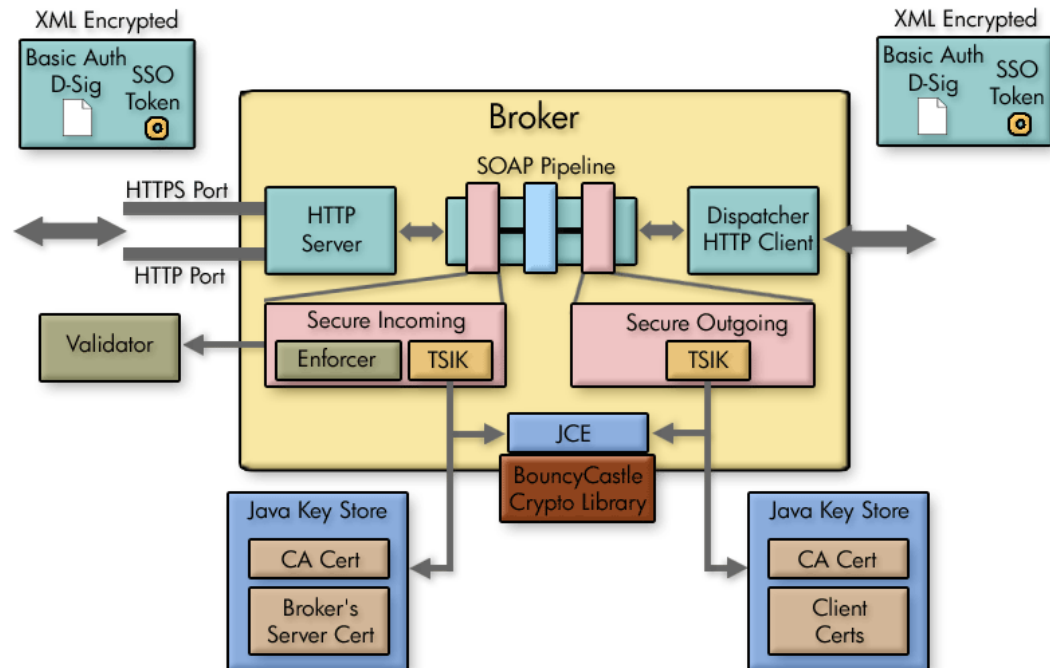 XML Encrypted
Basic Auth
D-Sig
SSO
Token
XML Encrypted
Basic Auth
D-Sig
SSO
Token
Broker
SOAP Pipeline
HTTPS Port
HTTP
Server
HTTP Port
Dispatcher
HTTP Client
Validator
Secure Incoming
Enforcer
TSIK
Secure Outgoing
TSIK
JCE
BouncyCastle
Crypto Library
Java Key Store
CA Cert
Broker's
Server Cert
Java Key Store
CA Cert
Client
Certs